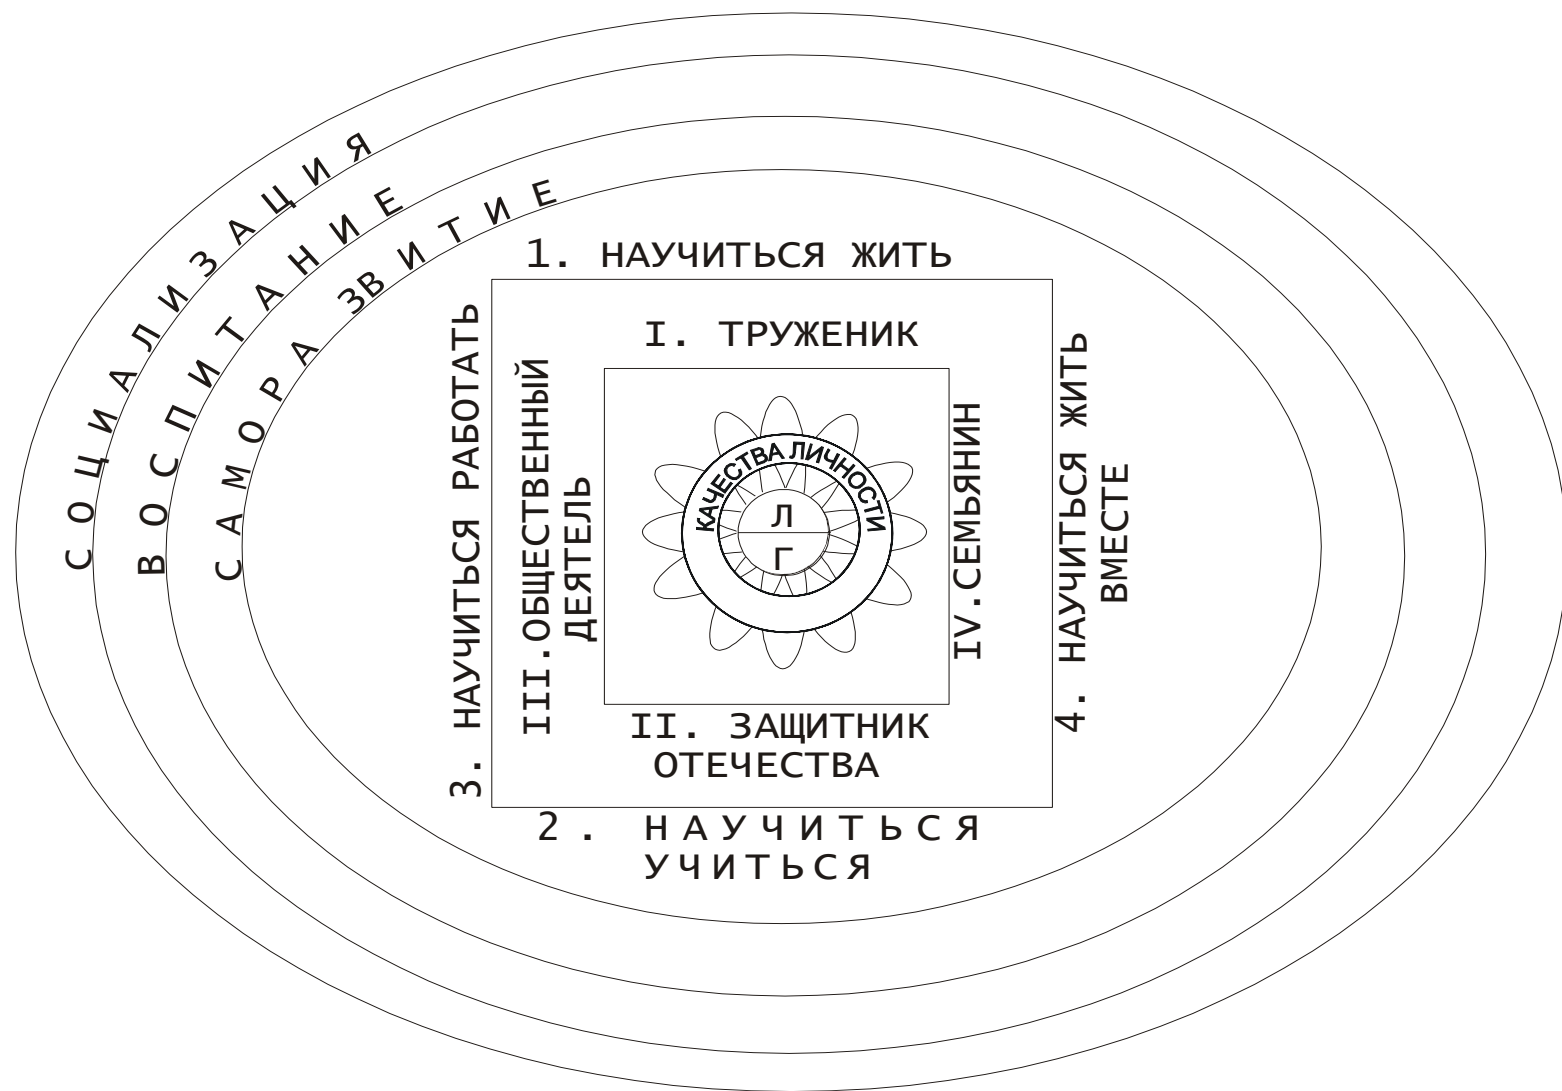 СОЦИАЛИЗАЦИЯ
ВОСПИТАНИЕ
САМОРАЗВИТИЕ
1. НАУЧИТЬСЯ ЖИТЬ
I. ТРУЖЕНИК
3. НАУЧИТЬСЯ РАБОТАТЬ
III.ОБЩЕСТВЕННЫЙ
ДЕЯТЕЛЬ
КАЧЕСТВА ЛИЧНОСТИ
Л
Г
IV.СЕМЬЯНИН
4. НАУЧИТЬСЯ ЖИТЬ
ВМЕСТЕ
II. ЗАЩИТНИК
ОТЕЧЕСТВА
2. НАУЧИТЬСЯ
УЧИТЬСЯ